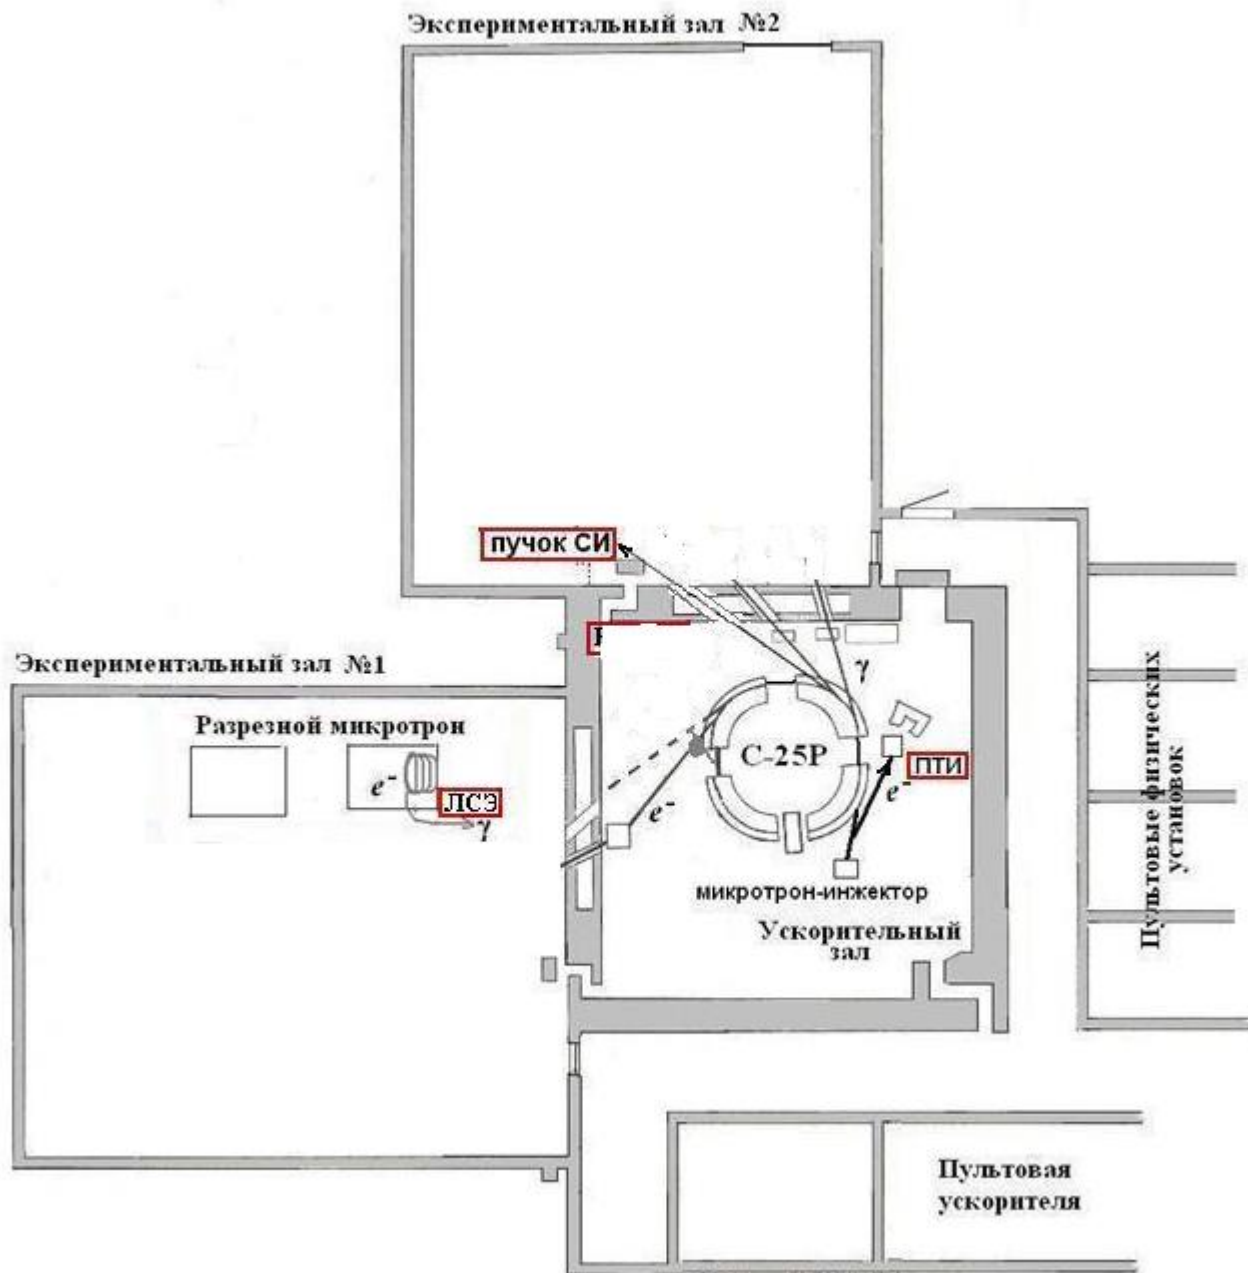 Экспериментальный зал №2
пучок СИ
Экспериментальный зал №1
Разрезной микротрон
γ
С-25Р
e⁻
ЛСЭ
γ
e⁻
ПТИ
e⁻
микротрон-инжектор
Ускорительный
зал
Пультовые физических
установок
Пультовая
ускорителя